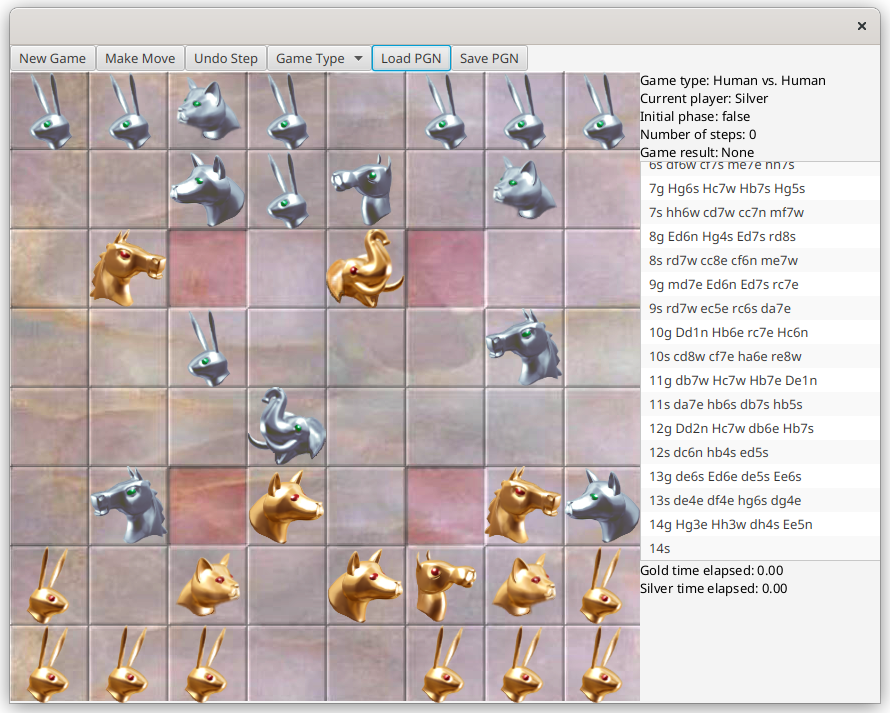 New Game Make Move Undo Step Game Type Load PGN Save PGN
Game type: Human vs. Human
Current player: Silver
Initial phase: false
Number of steps: 0
Game result: None
7g Hg6s Hc7w Hb7s Hg5s
7s hh6w cd7w cc7n mf7w
8g Ed6n Hg4s Ed7s rd8s
8s rd7w cc8e cf6n me7w
9g md7e Ed6n Ed7s rc7e
9s rd7w ec5e rc6s da7e
10g Dd1n Hb6e rc7e Hc6n
10s cd8w cf7e ha6e re8w
11g db7w Hc7w Hb7e De1n
11s da7e hb6s db7s hb5s
12g Dd2n Hc7w db6e Hb7s
12s dc6n hb4s ed5s
13g de6s Ed6e de5s Ee6s
13s de4e df4e hg6s dg4e
14g Hg3e Hh3w dh4s Ee5n
14s
Gold time elapsed: 0.00
Silver time elapsed: 0.00